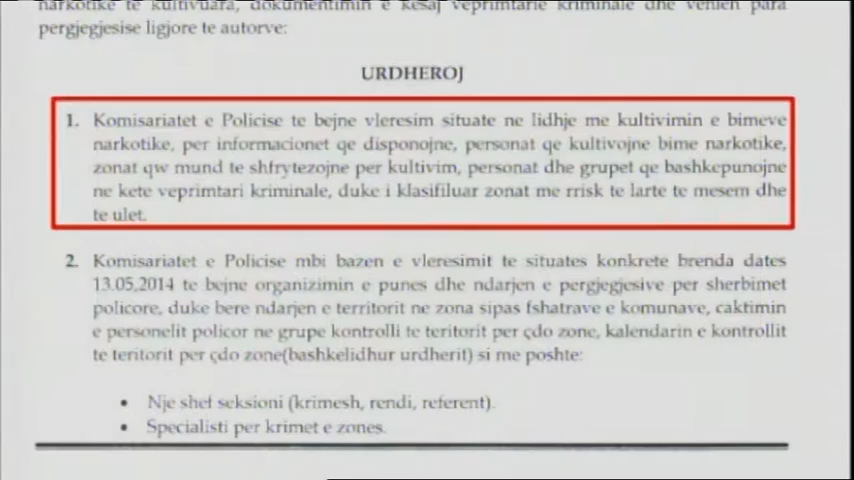 narkotike te kultivuara, dokumentimin e kesaj veprimtarie kriminale dhe venien para
pergjegjesise ligjore te autorve:
URDHEROJ
1. Komisariatet e Policise te bejne vleresim situate ne lidhje me kultivimin e bimeve
narkotike, per informacionet qe disponojne, personat qe kultivojne bime narkotike,
zonat qw mund te shfrytezojne per kultivim, personat dhe grupet qe bashkepunojne
ne kete veprimtari kriminale, duke i klasifiluar zonat me rrisk te larte te mesem dhe
te ulet.
2. Komisariatet e Policise mbi bazen e vleresimit te situates konkrete brenda dates
13.05.2014 te bejne organizimin e punes dhe ndarjen e pergjegjesive per sherbimet
policore, duke bere ndarjen e territorit ne zona sipas fshatrave e komunave, caktimin
e personelit policor ne grupe kontrolli te teritorit per çdo zone, kalendarin e kontrollit
te teritorit per çdo zone(bashkelidhur urdherit) si me poshte:
• Nje shef seksioni (krimesh, rendi, referent).
• Specialisti per krimet e zones.